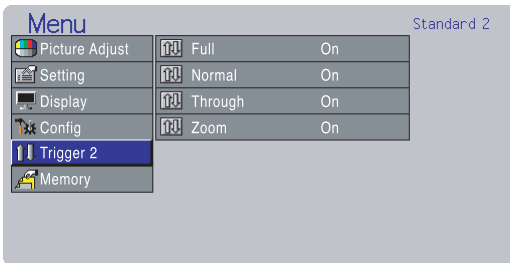 Menu
Standard 2
Picture Adjust
Full On
Setting
Normal On
Display
Through On
Config
Zoom On
Trigger 2
Memory